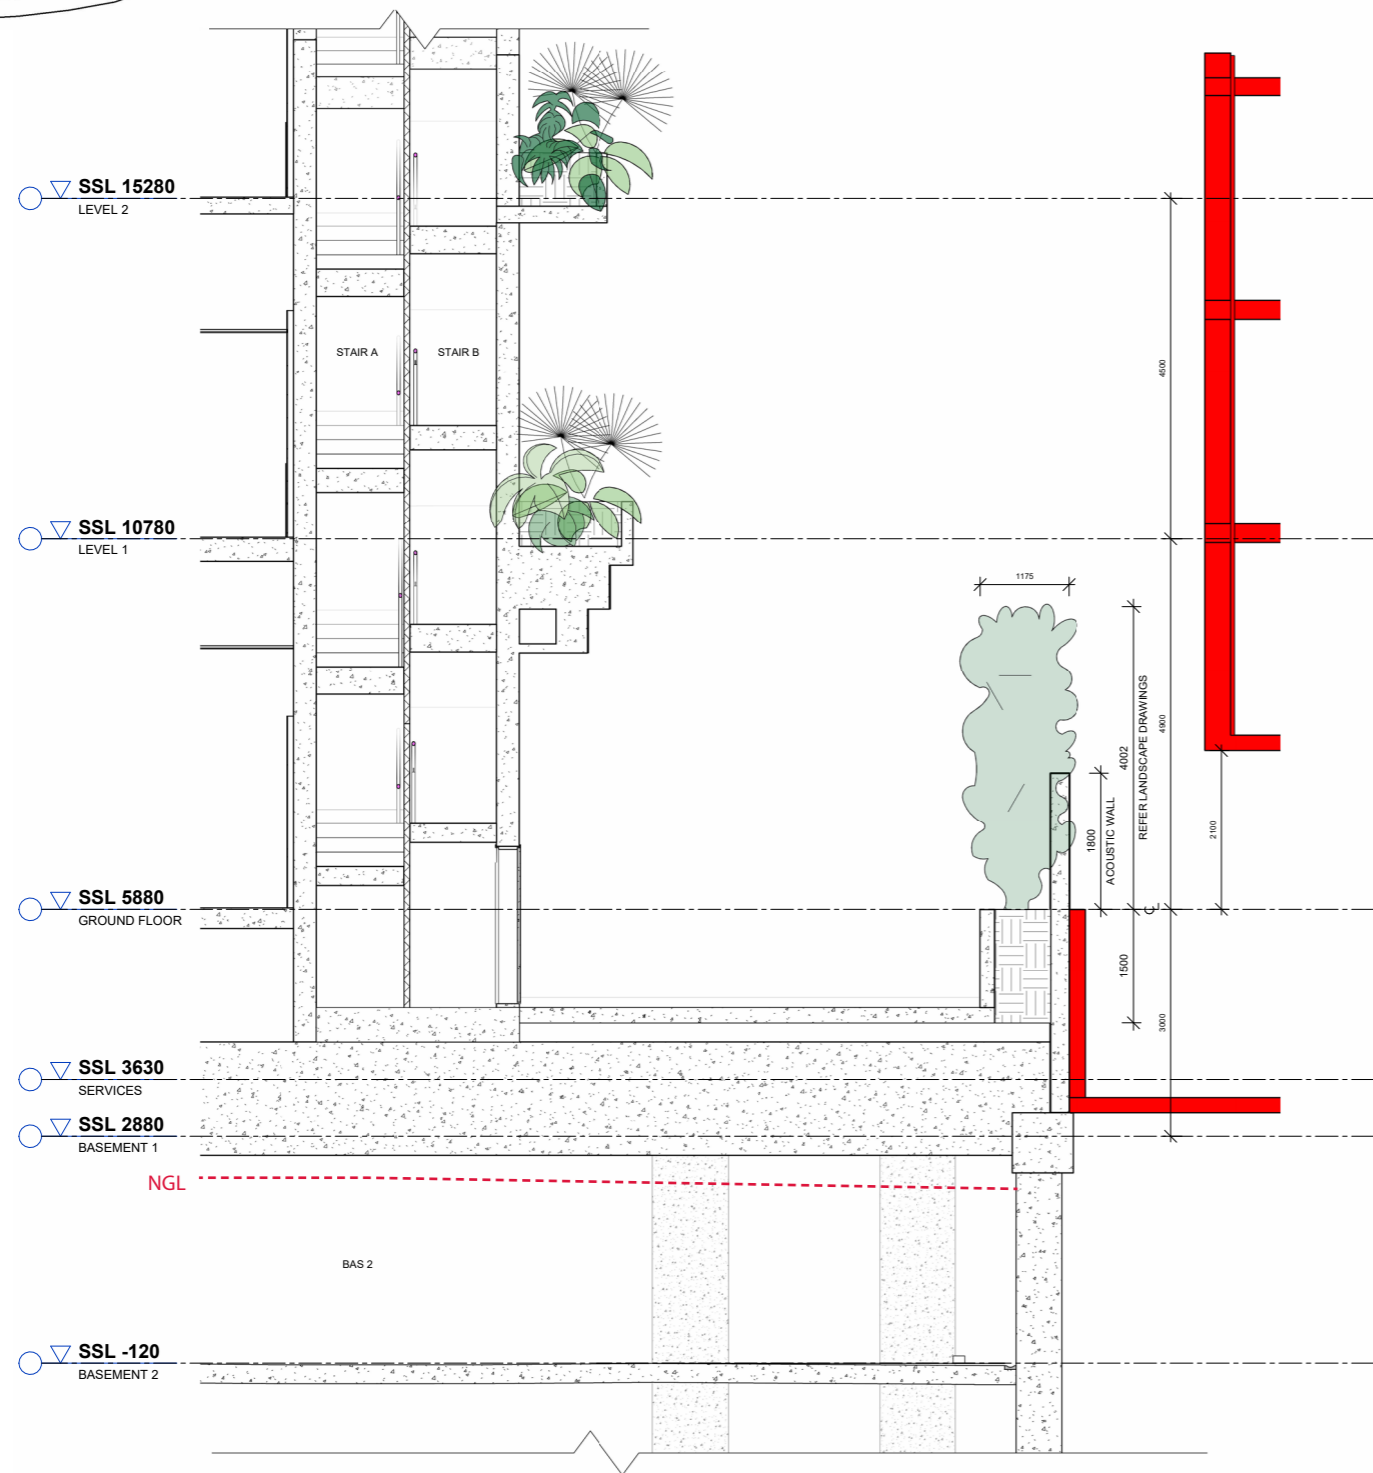 SSL 15280
LEVEL 2
STAIR A
STAIR B
4500
SSL 10780
LEVEL 1
1175
4002
REFER LANDSCAPE DRAWINGS
4900
1800
ACOUSTIC WALL
2100
SSL 5880
GROUND FLOOR
1500
3000
SSL 3630
SERVICES
SSL 2880
BASEMENT 1
NGL
BAS 2
SSL -120
BASEMENT 2